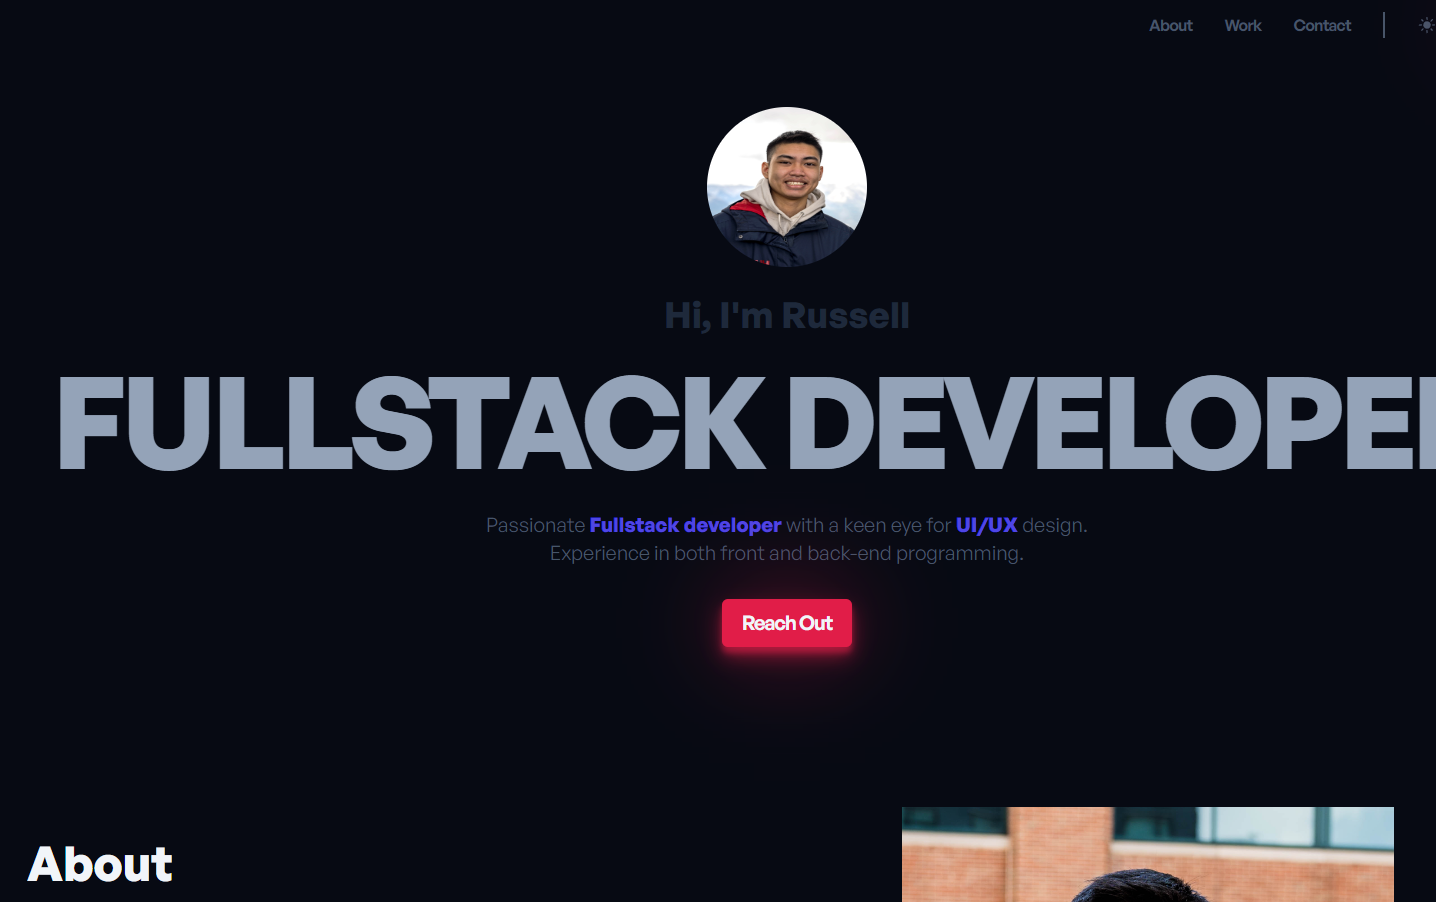 About Work Contact
Hi, I'm Russell
FULLSTACK DEVELOPE
Passionate Fullstack developer with a keen eye for UI/UX design.
Experience in both front and back-end programming.
Reach Out
About